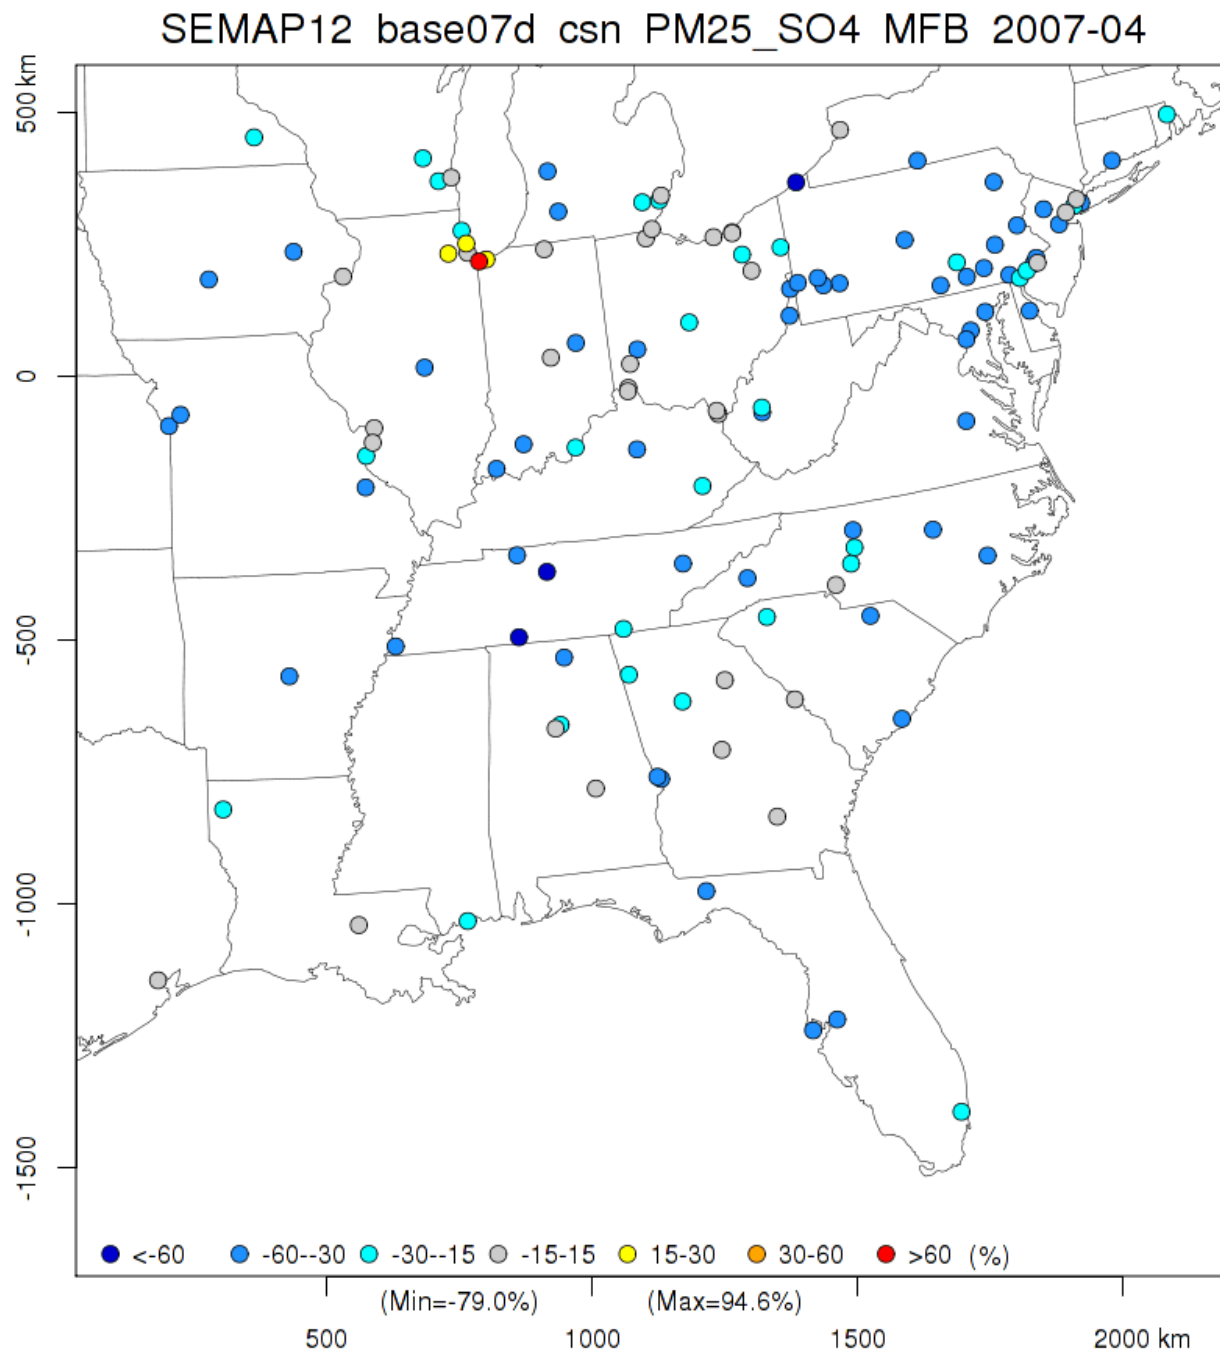 SEMAP12 base07d csn PM25_SO4 MFB 2007-04
km
500
0
-500
-1000
-1500
<-60 -60--30 -30--15 -15-15 15-30 30-60 >60 (%)
(Min=-79.0%) (Max=94.6%)
500 1000 1500 2000 km